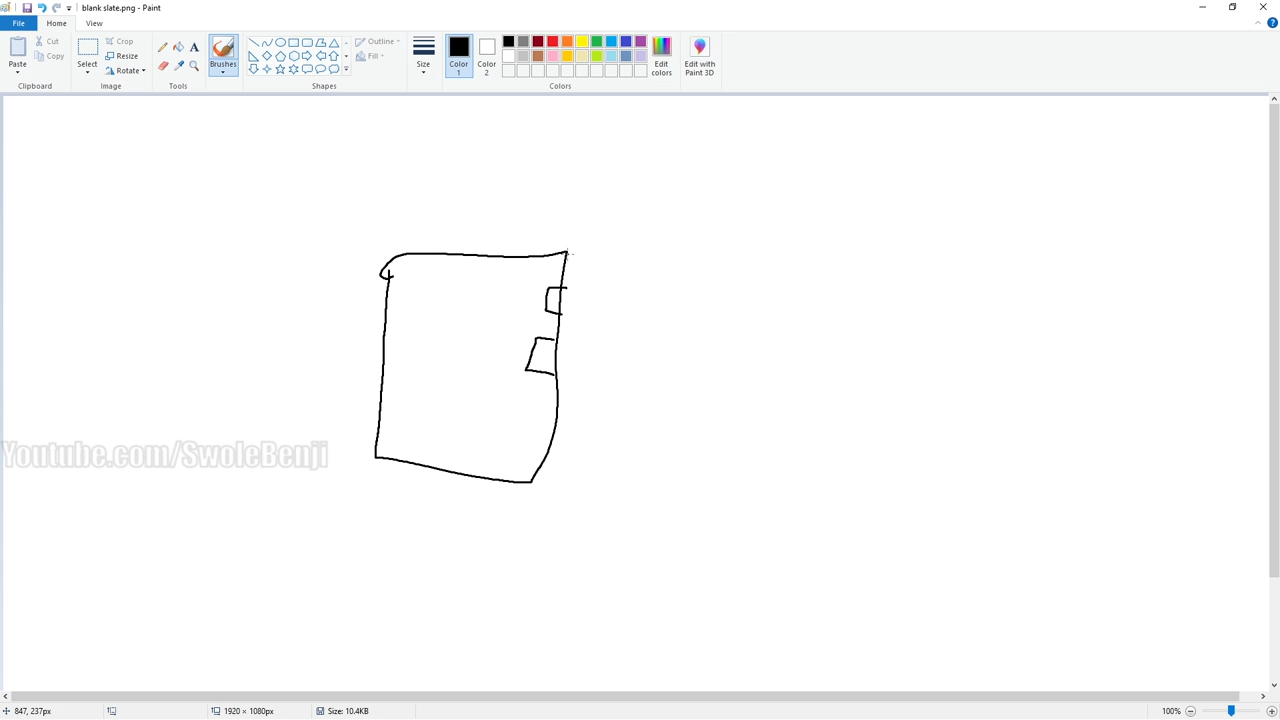 blank slate.png - Paint
File
Home
View
Paste
Cut
Copy
Clipboard
Select
Crop
Resize
Rotate
Image
Tools
Brushes
Outline
Fill
Shapes
Size
Color 1
Color 2
Edit colors
Edit with Paint 3D
Colors
Youtube.com/SwoleBenji
847, 237px
1920 × 1080px
Size: 10.4KB
100%